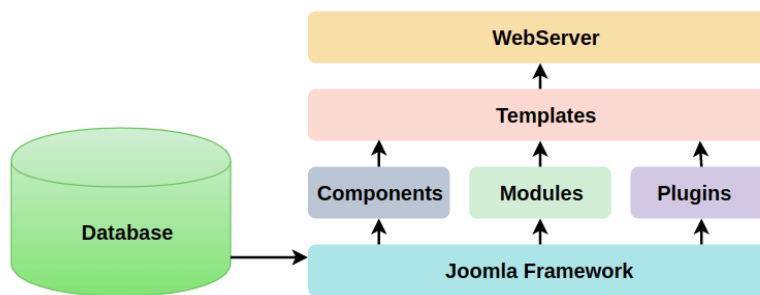 WebServer
Templates
Components
Modules
Plugins
Database
Joomla Framework